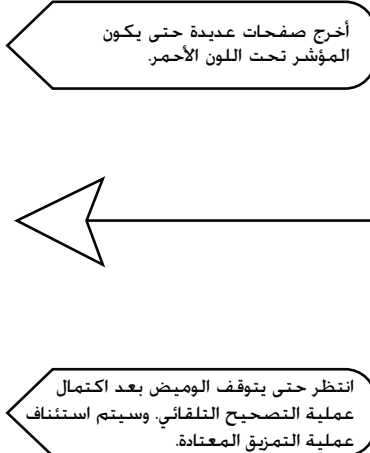 أخرج صفحات عديدة حتى يكون
المؤشر تحت اللون الأحمر.
انتظر حتى يتوقف الوميض بعد اكتمال
عملية التصحيح التلقائي. وسيتم استئناف
عملية التمزيق المعتادة.